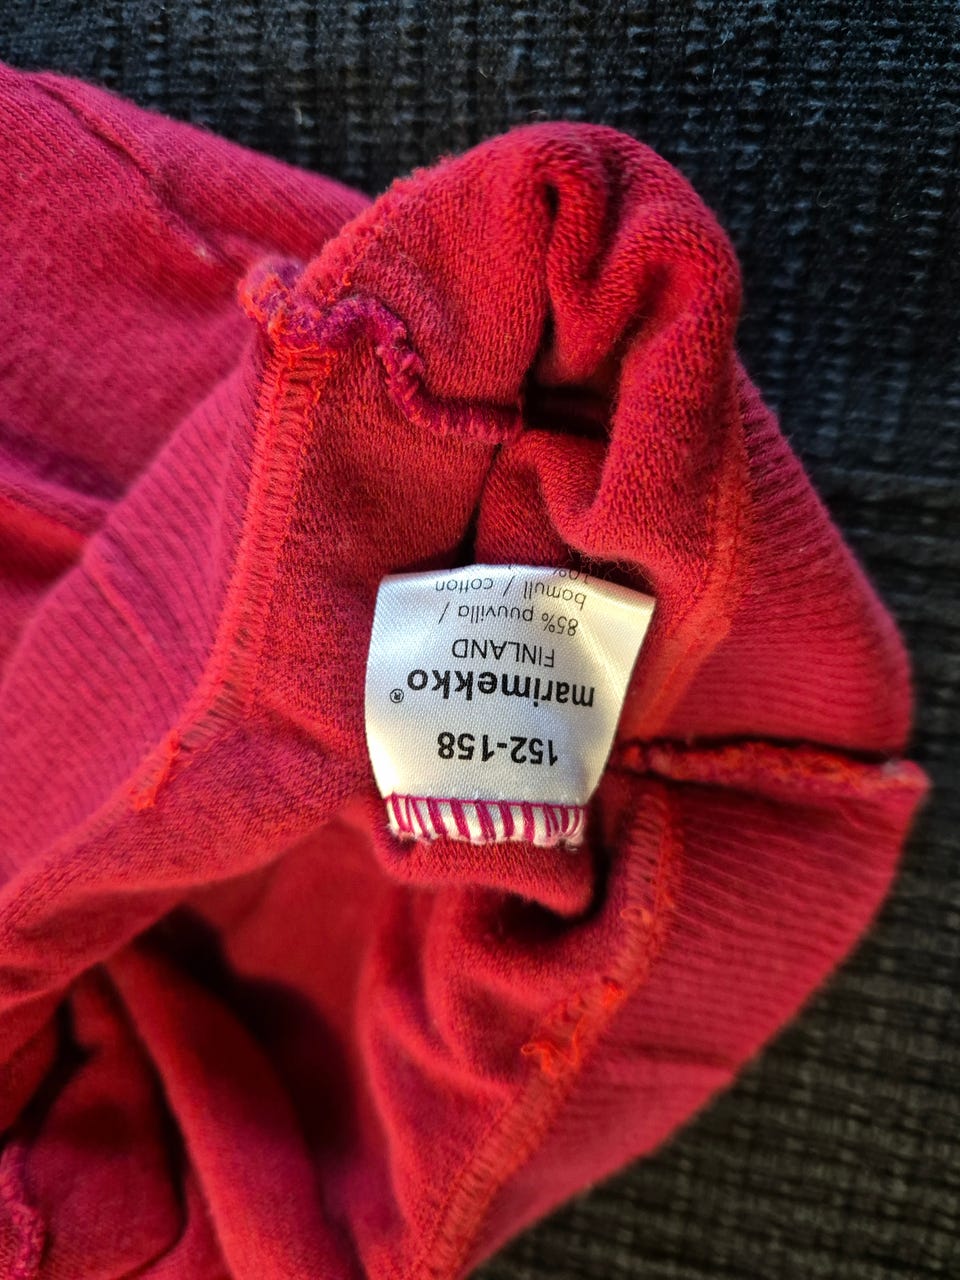 152-158
marimekko®
FINLAND
85% puuvilla /
bomull / cotton